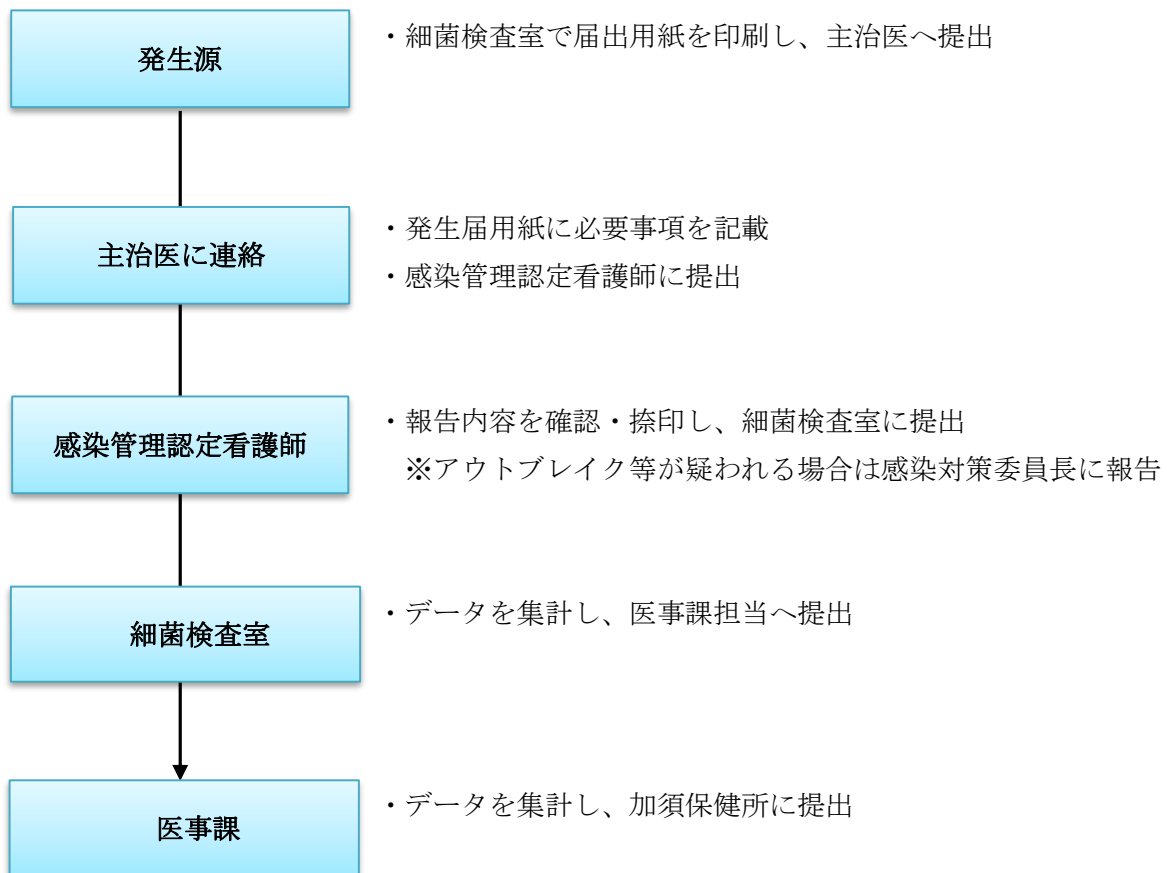 発生源
・細菌検査室で届出用紙を印刷し、主治医へ提出
主治医に連絡
・発生届用紙に必要事項を記載
・感染管理認定看護師に提出
感染管理認定看護師
・報告内容を確認・捺印し、細菌検査室に提出
※アウトブレイク等が疑われる場合は感染対策委員長に報告
細菌検査室
・データを集計し、医事課担当へ提出
医事課
・データを集計し、加須保健所に提出